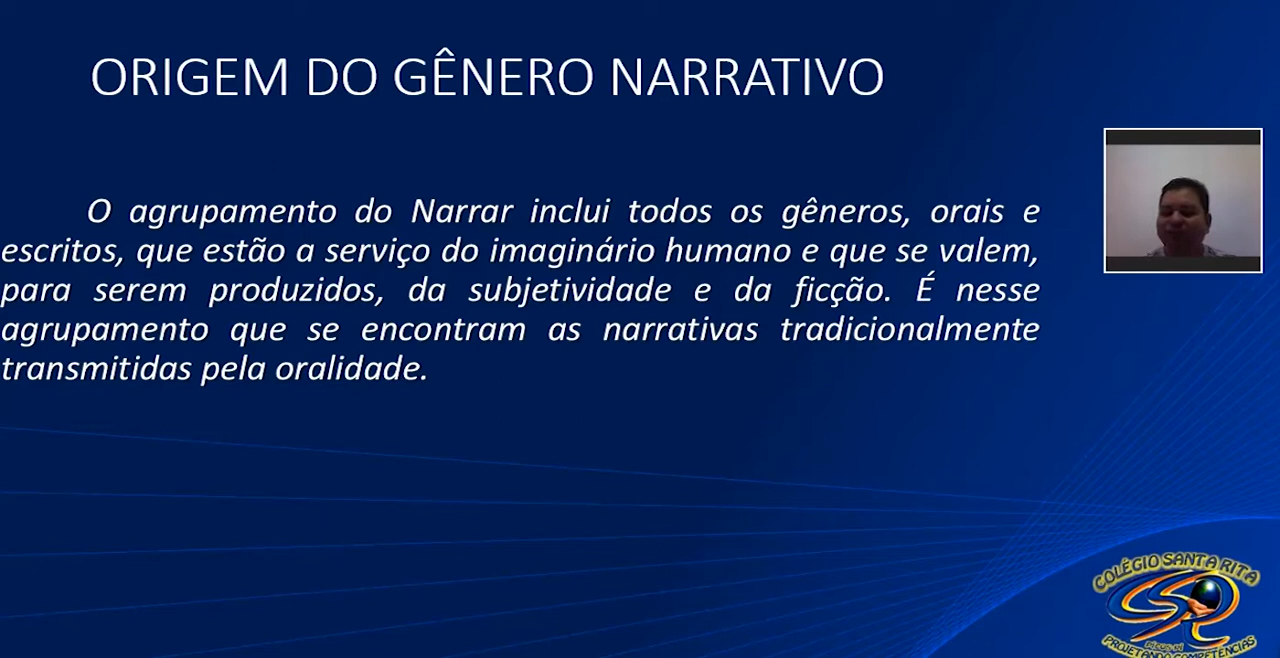 ORIGEM DO GÊNERO NARRATIVO
O agrupamento do Narrar inclui todos os gêneros, orais e
escritos, que estão a serviço do imaginário humano e que se valem,
para serem produzidos, da subjetividade e da ficção. É nesse
agrupamento que se encontram as narrativas tradicionalmente
transmitidas pela oralidade.
COLÉGIO SANTA RITA
PROJETANDO COMPETÊNCIAS